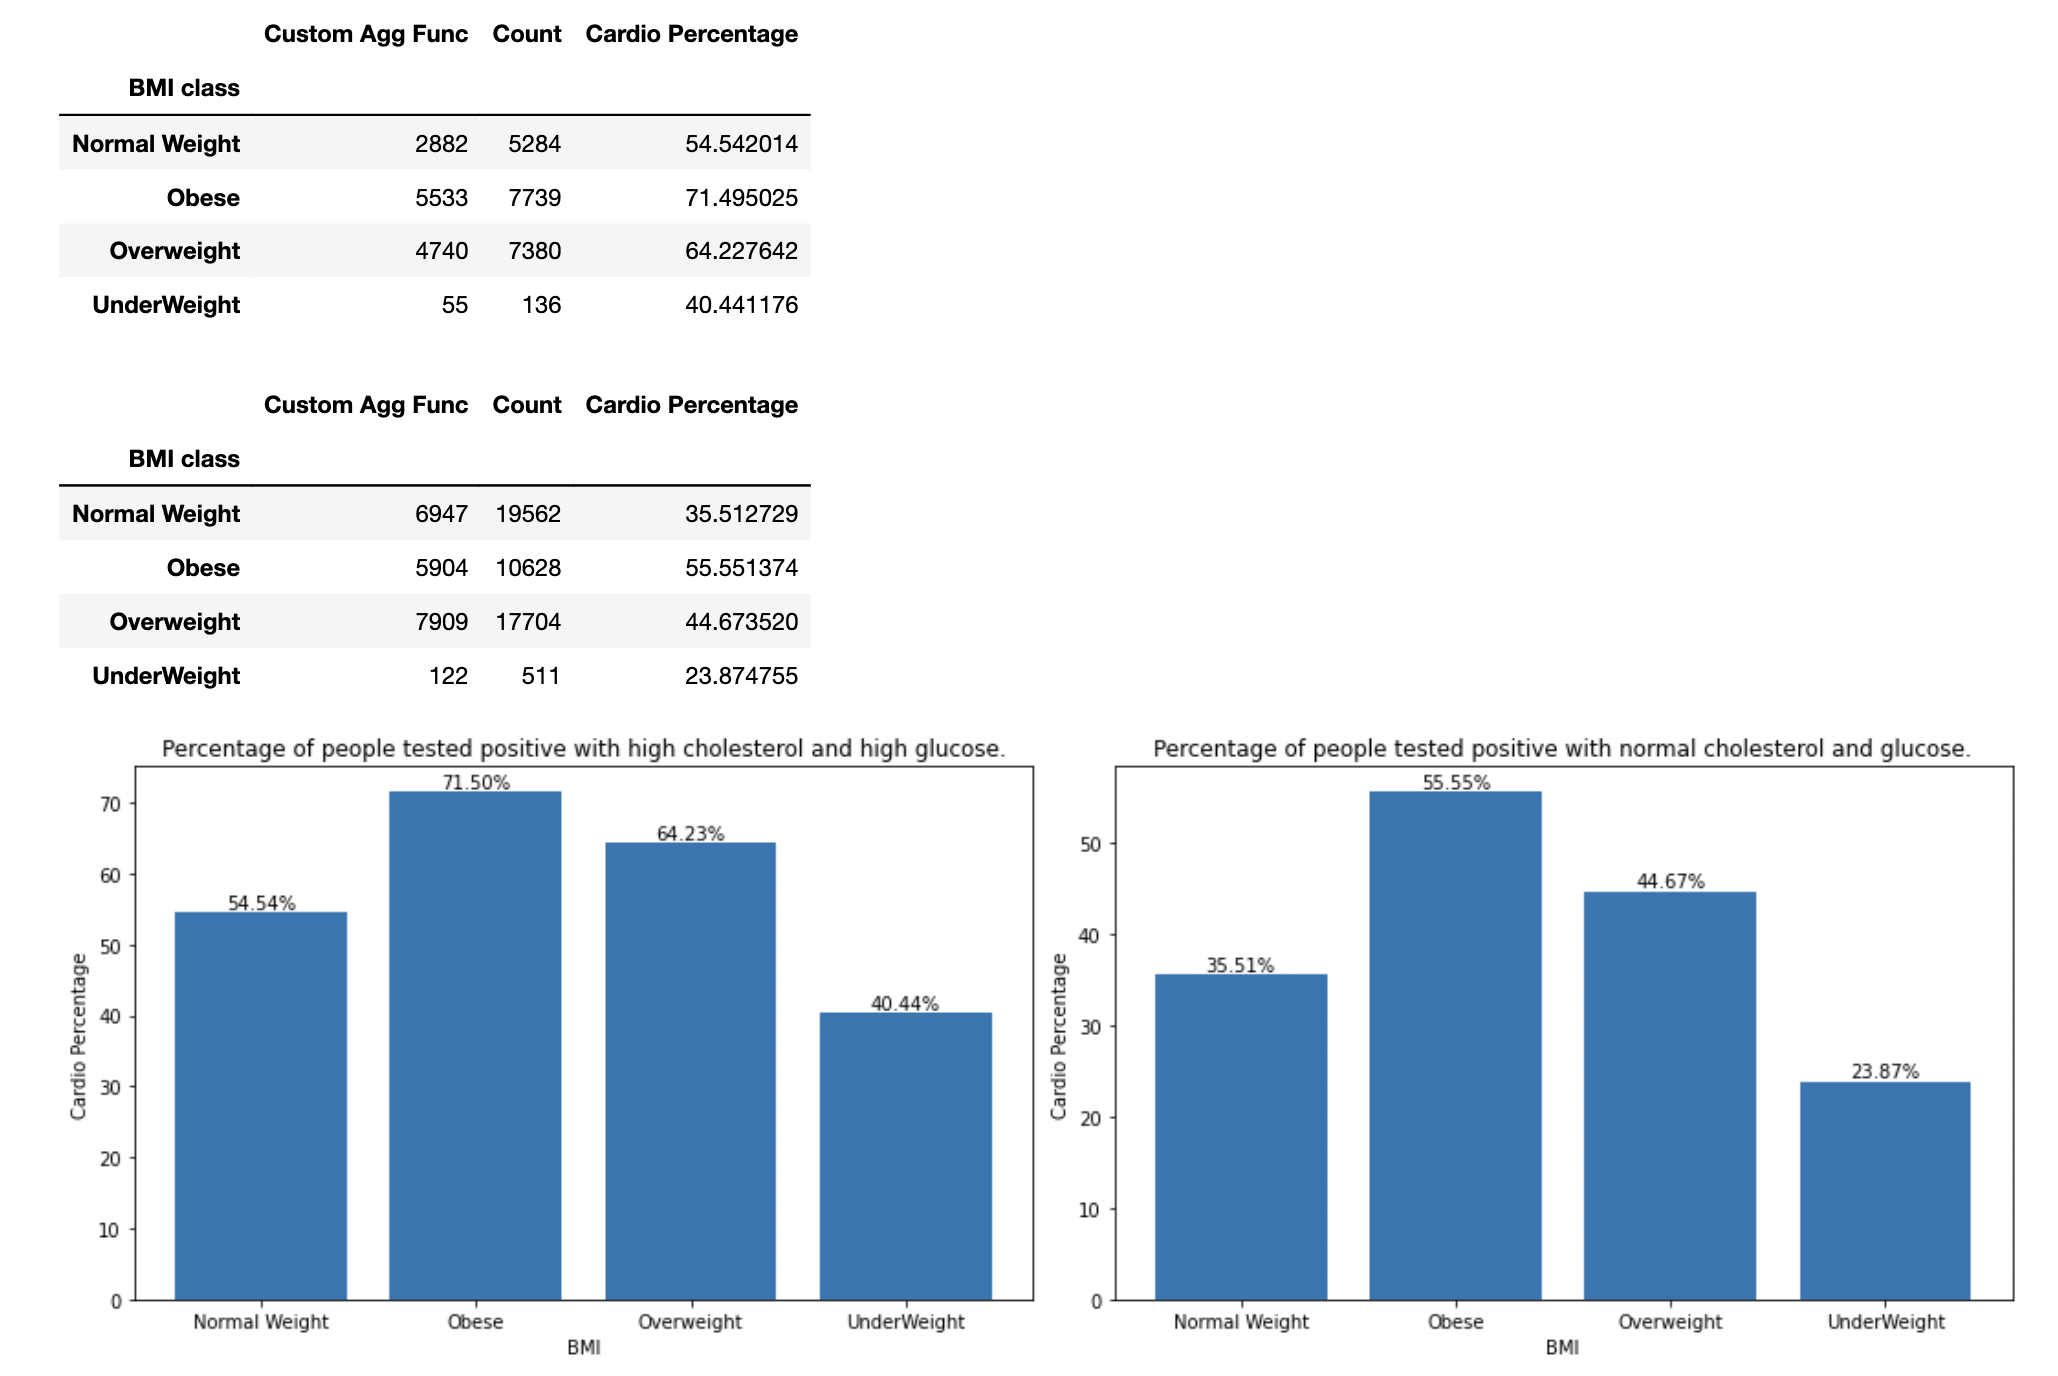 Custom Agg Func Count Cardio Percentage
BMI class
Normal Weight 2882 5284 54.542014
Obese 5533 7739 71.495025
Overweight 4740 7380 64.227642
UnderWeight 55 136 40.441176
Custom Agg Func Count Cardio Percentage
BMI class
Normal Weight 6947 19562 35.512729
Obese 5904 10628 55.551374
Overweight 7909 17704 44.673520
UnderWeight 122 511 23.874755
Percentage of people tested positive with high cholesterol and high glucose.
71.50%
70
64.23%
60
54.54%
50
40.44%
40
30
20
10
0
Cardio Percentage
Normal Weight Obese Overweight UnderWeight
BMI
Percentage of people tested positive with normal cholesterol and glucose.
55.55%
50
44.67%
40
35.51%
30
23.87%
20
10
0
Cardio Percentage
Normal Weight Obese Overweight UnderWeight
BMI